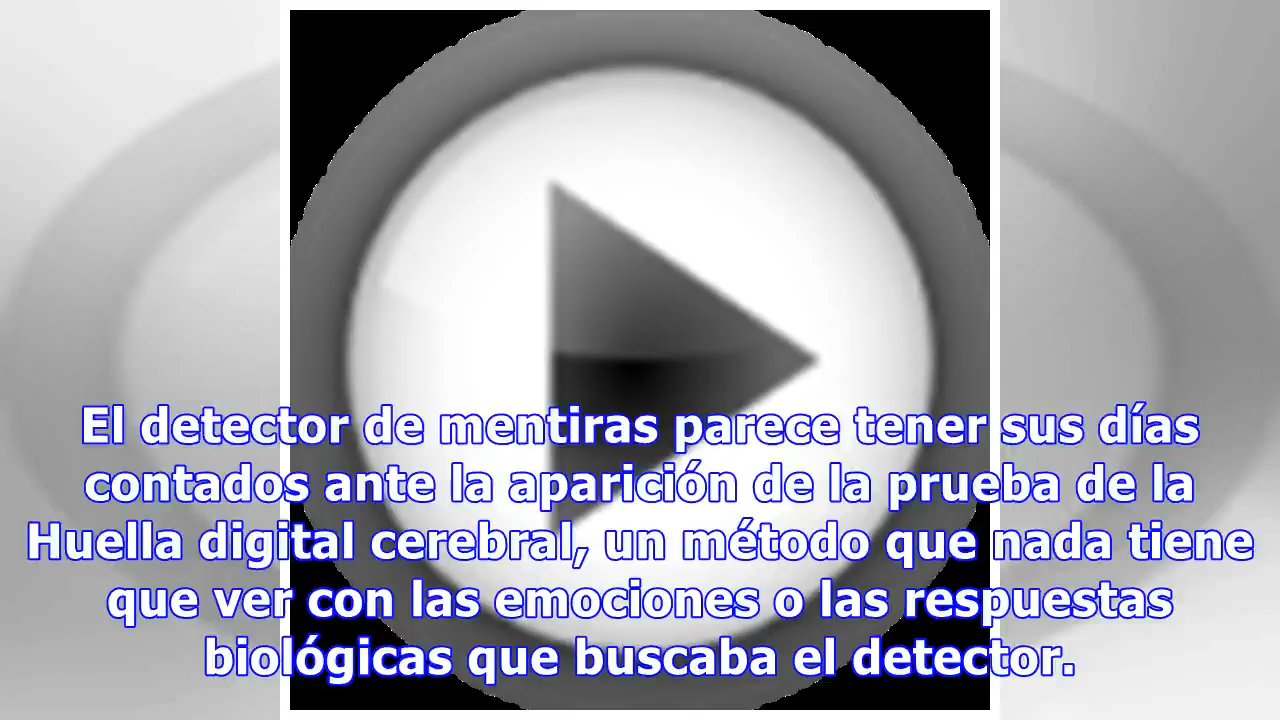 El detector de mentiras parece tener sus días
contados ante la aparición de la prueba de la
Huella digital cerebral, un método que nada tiene
que ver con las emociones o las respuestas
biológicas que buscaba el detector.